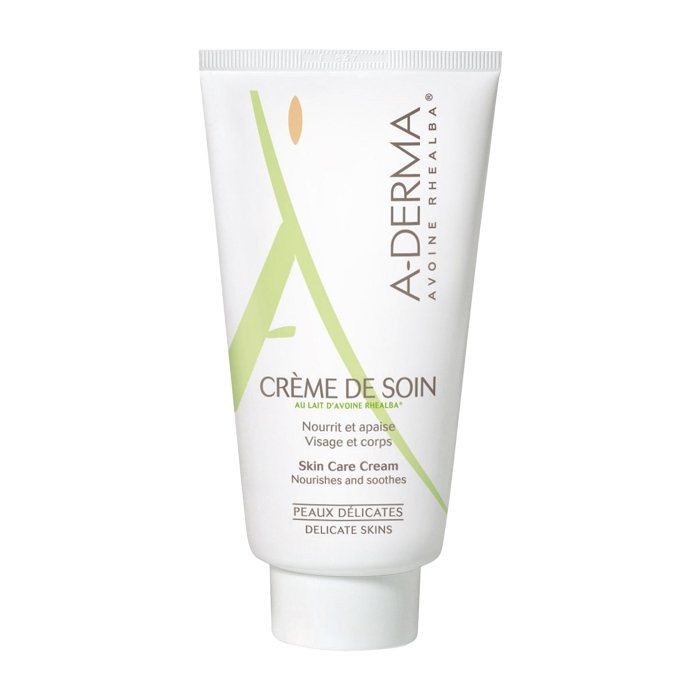 A-DERMA
AVOINE RHEALBA®
CRÈME DE SOIN
AU LAIT D'AVOINE RHEALBA®
Nourrit et apaise
Visage et corps
Skin Care Cream
Nourishes and soothes
PEAUX DÉLICATES
DELICATE SKINS